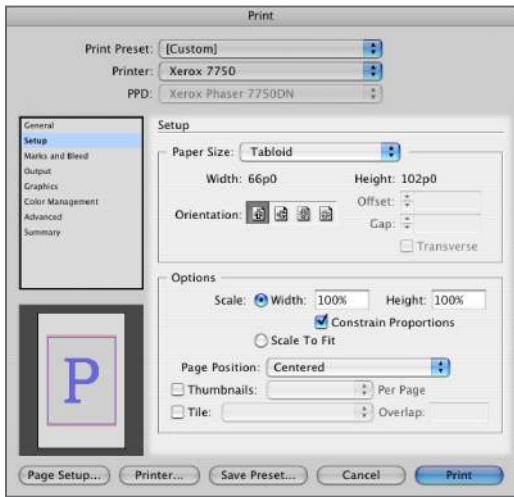 Print
Print Preset: [Custom]
Printer: Xerox 7750
PPD: Xerox Phaser 7750DN
General
Setup
Marks and Bleed
Output
Graphics
Color Management
Advanced
Summary
Setup
Paper Size: Tabloid
Width: 66p0 Height: 102p0
Orientation: Offset:
Gap:
Transverse
Options
Scale: Width: 100% Height: 100%
Constrain Proportions
Scale To Fit
Page Position: Centered
Thumbnails: Per Page
Tile: Overlap:
P
Page Setup... Printer... Save Preset... Cancel Print